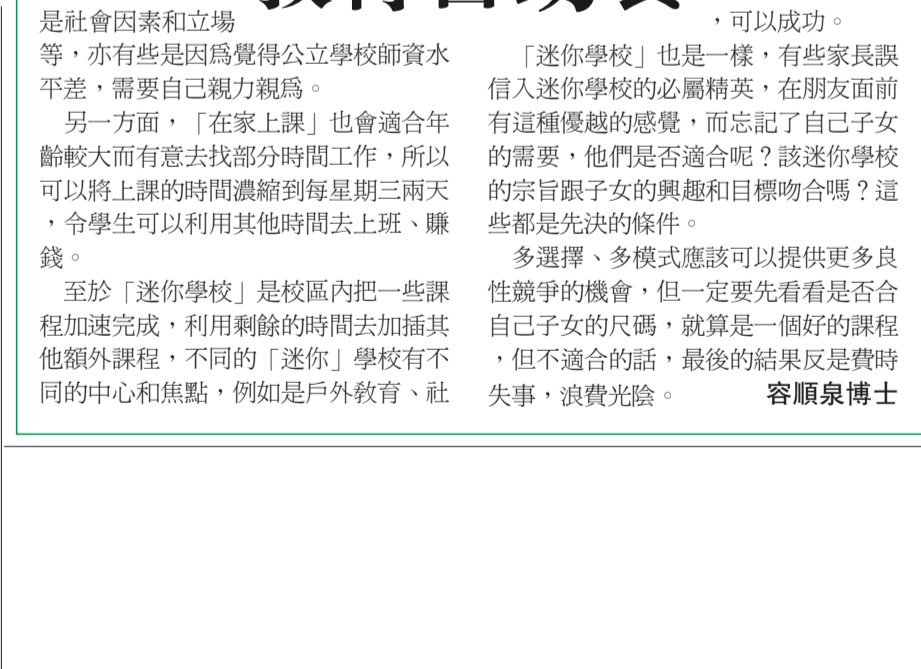 是社會因素和立場
等，亦有些是因爲覺得公立學校師資水
平差，需要自己親力親爲。
另一方面，「在家上課」也會適合年
齡較大而有意去找部分時間工作，所以
可以將上課的時間濃縮到每星期三兩天
，令學生可以利用其他時間去上班、賺
錢。
至於「迷你學校」是校區內把一些課
程加速完成，利用剩餘的時間去加插其
他額外課程，不同的「迷你」學校有不
同的中心和焦點，例如是戶外教育、社
，可以成功。
「迷你學校」也是一樣，有些家長誤
信入迷你學校的必屬精英，在朋友面前
有這種優越的感覺，而忘記了自己子女
的需要，他們是否適合呢？該迷你學校
的宗旨跟子女的興趣和目標吻合嗎？這
些都是先決的條件。
多選擇、多模式應該可以提供更多良
性競爭的機會，但一定要先看看是否合
自己子女的尺碼，就算是一個好的課程
，但不適合的話，最後的結果反是費時
失事，浪費光陰。
容順泉博士